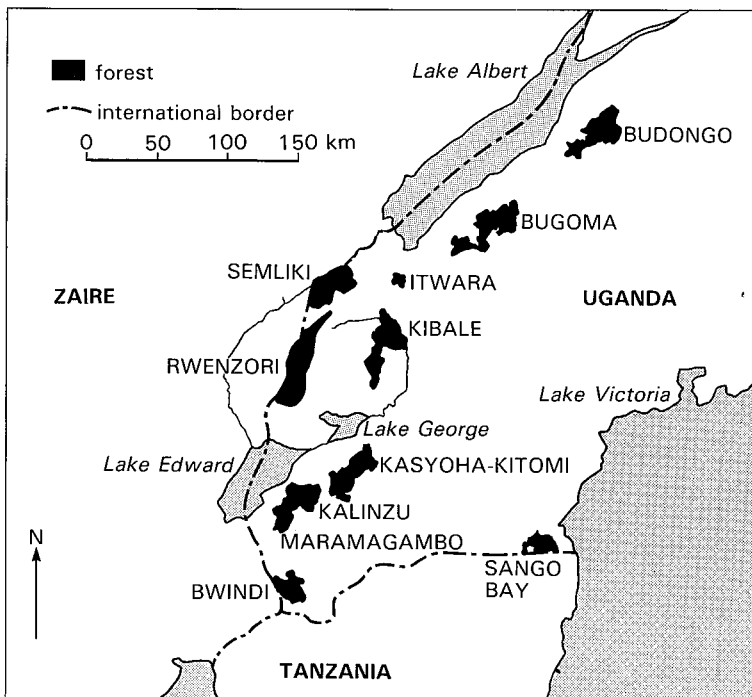 forest
international border
0 50 100 150 km
Lake Albert
BUDONGO
BUGOMA
SEMLIKI
ITWARA
ZAIRE
UGANDA
KIBALE
RWENZORI
Lake Victoria
Lake George
Lake Edward
KASYOHA-KITOMI
KALINZU
MARAMAGAMBO
N
SANGO
BAY
BWINDI
TANZANIA